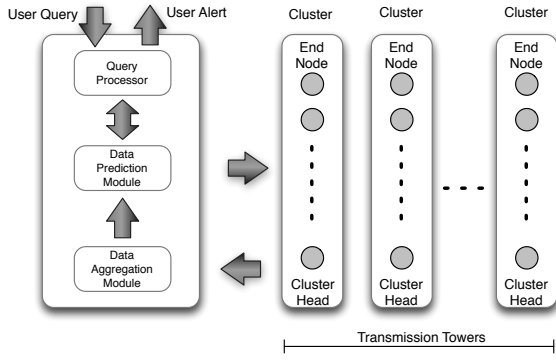 User Query
User Alert
Query
Processor
Data
Prediction
Module
Data
Aggregation
Module
Cluster
End
Node
Cluster
Head
Cluster
End
Node
Cluster
Head
Cluster
End
Node
Cluster
Head
Transmission Towers